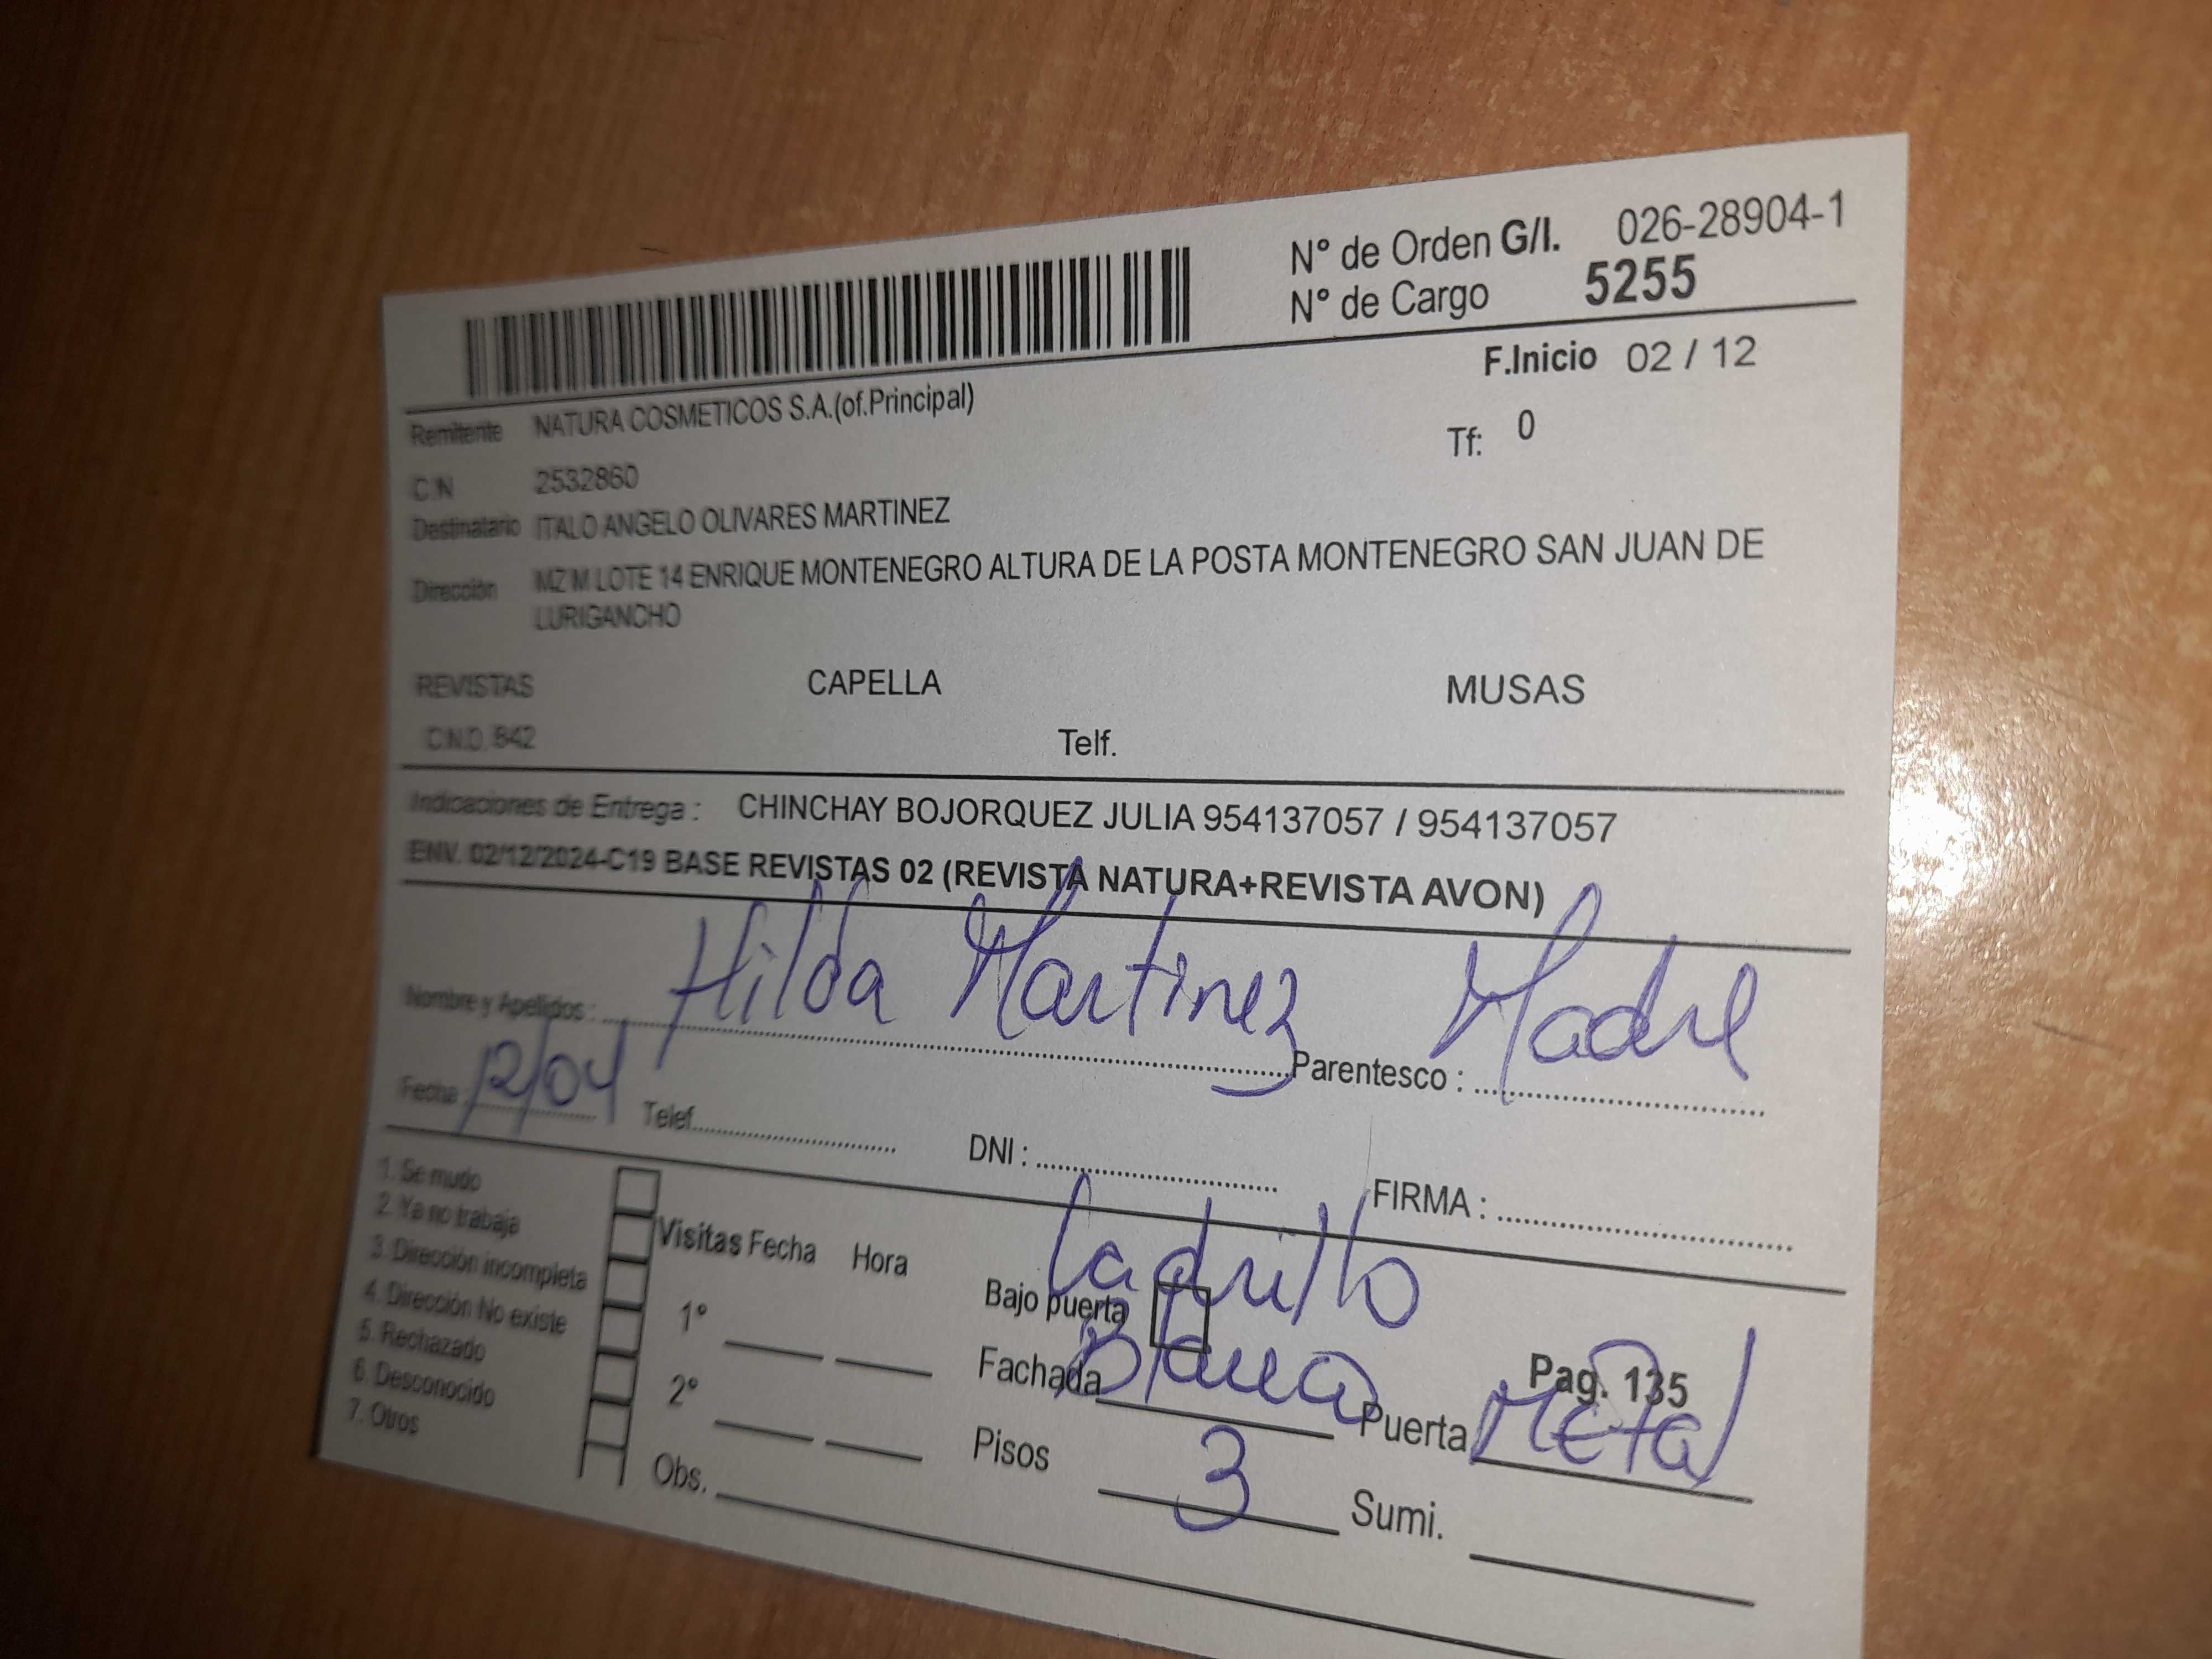 N° de Orden G/I. 026-28904-1
N° de Cargo 5255
F.Inicio 02 / 12
Remitente NATURA COSMETICOS S.A.(of.Principal)
Tf: 0
C.N 2532860
Destinatario ITALO ANGELO OLIVARES MARTINEZ
Dirección MZ M LOTE 14 ENRIQUE MONTENEGRO ALTURA DE LA POSTA MONTENEGRO SAN JUAN DE
LURIGANCHO
REVISTAS CAPELLA MUSAS
C.N.D. 842 Telf.
Indicaciones de Entrega : CHINCHAY BOJORQUEZ JULIA 954137057 / 954137057
ENV. 02/12/2024-C19 BASE REVISTAS 02 (REVISTA NATURA+REVISTA AVON)
Nombre y Apellidos : Hilda Martinez Parentesco : Madre
Fecha 12/04 Telef. DNI : FIRMA :
1. Se mudo
2. Ya no trabaja
3. Dirección incompleta
4. Dirección No existe
5. Rechazado
6. Desconocido
7. Otros
Visitas Fecha Hora
1°
2°
Obs.
Bajo puerta ladrillo
Fachada Blanca Puerta Metal
Pag. 135
Pisos 3 Sumi.